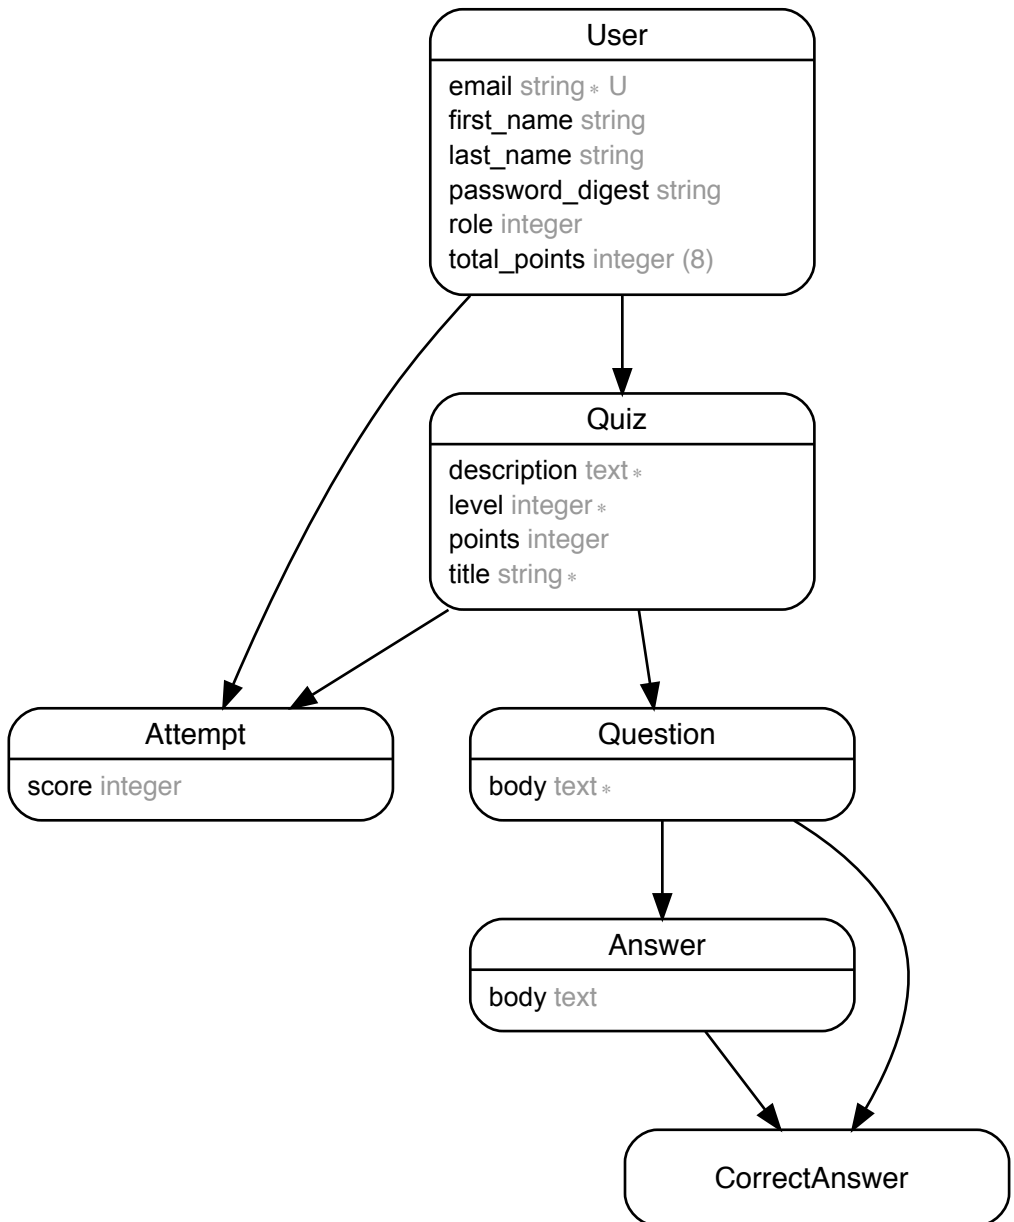 User
email string * U
first_name string
last_name string
password_digest string
role integer
total_points integer (8)
Quiz
description text *
level integer *
points integer
title string *
Attempt
score integer
Question
body text *
Answer
body text
CorrectAnswer